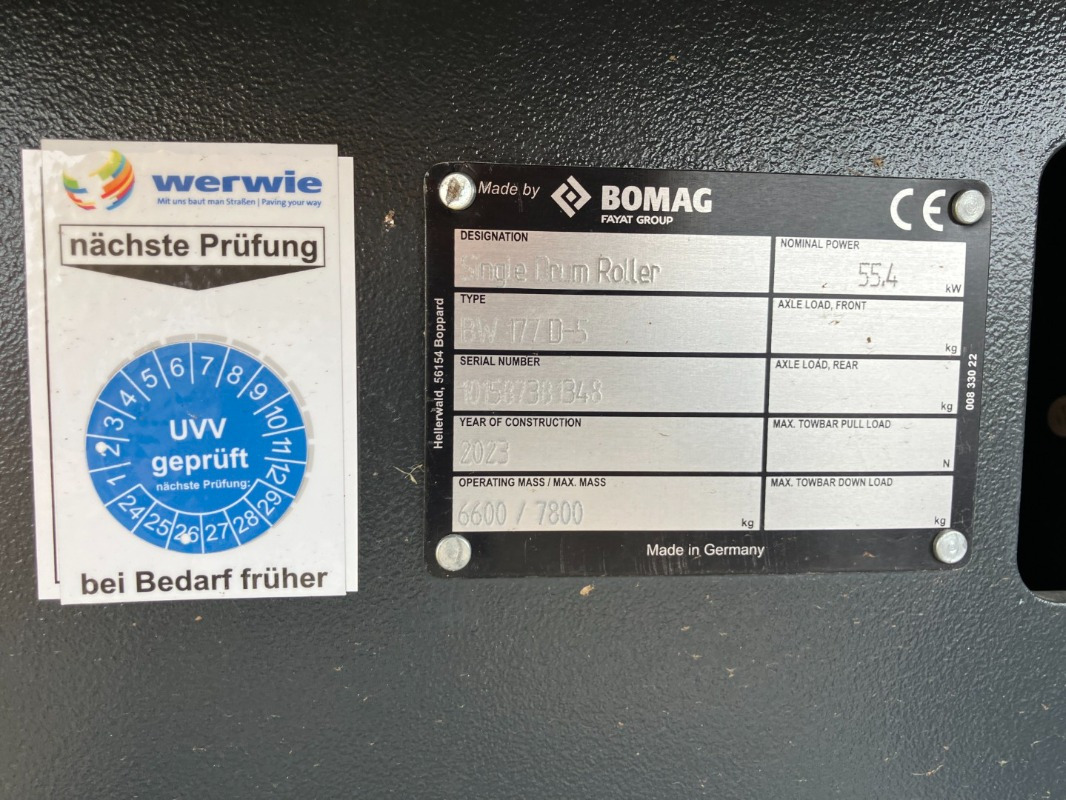 werwie
Mit uns baut man Straßen | Paving your way
nächste Prüfung
1 2 3 4 5 6 7 8 9 10 11 12
UVV
geprüft
nächste Prüfung:
24 25 26 27 28 29
bei Bedarf früher
Made by BOMAG
FAYAT GROUP
CE
DESIGNATION
Single Drum Roller
NOMINAL POWER
55,4
kW
TYPE
BW 177 D-5
AXLE LOAD, FRONT
kg
SERIAL NUMBER
AXLE LOAD, REAR
kg
YEAR OF CONSTRUCTION
2023
MAX. TOWBAR PULL LOAD
N
OPERATING MASS / MAX. MASS
6600 / 7800
kg
MAX. TOWBAR DOWN LOAD
kg
Made in Germany
Hellerwald, 56154 Boppard
008 330 22